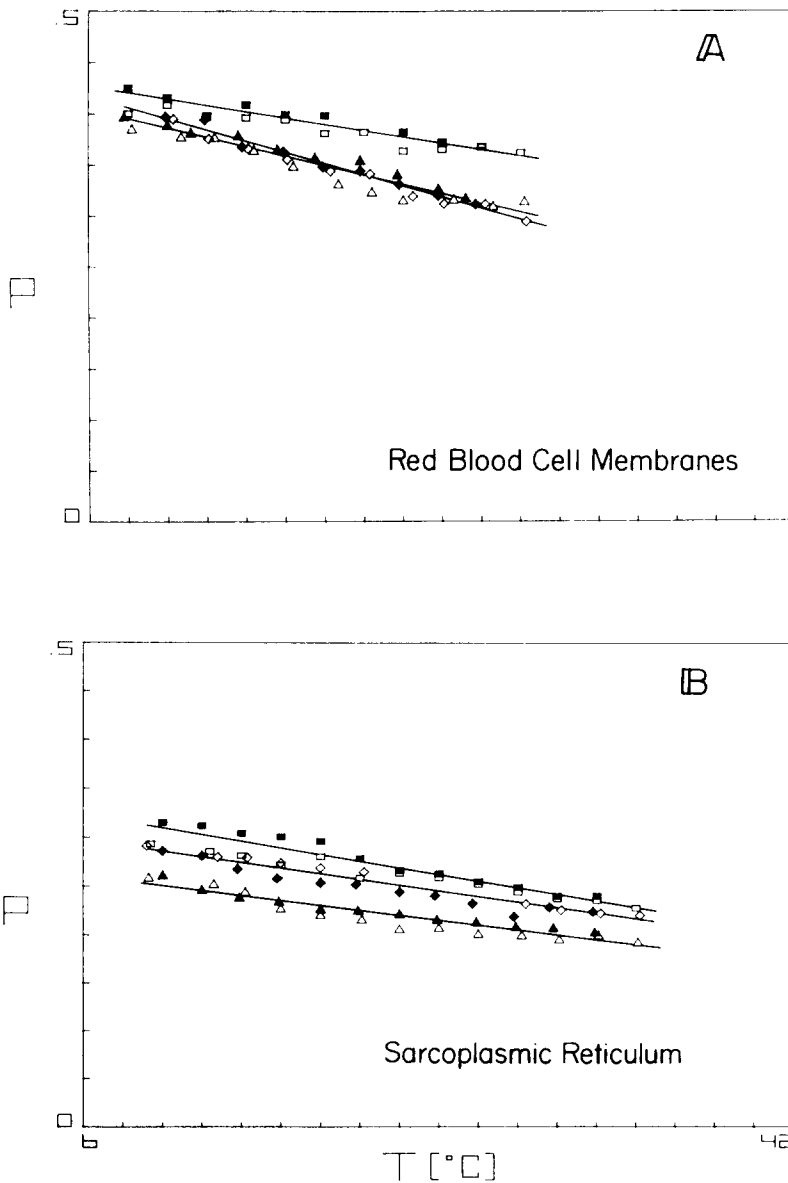 .5
A
P
Red Blood Cell Membranes
0
.5
B
P
Sarcoplasmic Reticulum
0
6
42
T [°C]